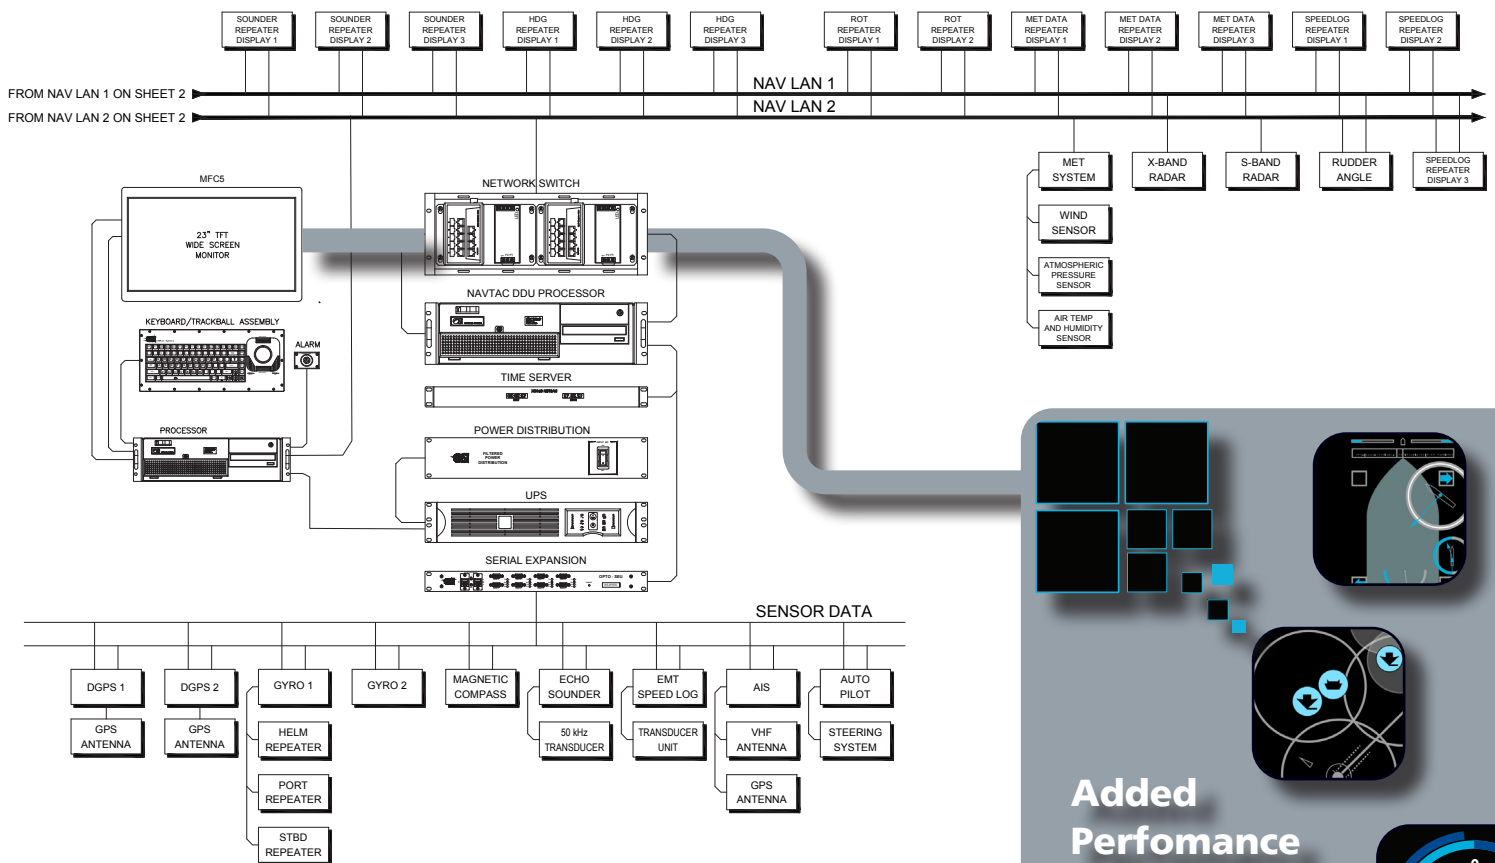 SOUNDER
REPEATER
DISPLAY 1
SOUNDER
REPEATER
DISPLAY 2
SOUNDER
REPEATER
DISPLAY 3
HDG
REPEATER
DISPLAY 1
HDG
REPEATER
DISPLAY 2
HDG
REPEATER
DISPLAY 3
ROT
REPEATER
DISPLAY 1
ROT
REPEATER
DISPLAY 2
MET DATA
REPEATER
DISPLAY 1
MET DATA
REPEATER
DISPLAY 2
MET DATA
REPEATER
DISPLAY 3
SPEEDLOG
REPEATER
DISPLAY 1
SPEEDLOG
REPEATER
DISPLAY 2
NAV LAN 1
FROM NAV LAN 1 ON SHEET 2
NAV LAN 2
FROM NAV LAN 2 ON SHEET 2
MET
SYSTEM
X-BAND
RADAR
S-BAND
RADAR
RUDDER
ANGLE
SPEEDLOG
REPEATER
DISPLAY 3
WIND
SENSOR
ATMOSPHERIC
PRESSURE
SENSOR
AIR TEMP
AND HUMIDITY
SENSOR
MFC5
23" TFT
WIDE SCREEN
MONITOR
KEYBOARD/TRACKBALL ASSEMBLY
ALARM
PROCESSOR
NETWORK SWITCH
NAVTAC DDU PROCESSOR
TIME SERVER
POWER DISTRIBUTION
FILTERED
POWER
DISTRIBUTION
UPS
SERIAL EXPANSION
OPTO - SEU
SENSOR DATA
DGPS 1
GPS
ANTENNA
DGPS 2
GPS
ANTENNA
GYRO 1
HELM
REPEATER
PORT
REPEATER
STBD
REPEATER
GYRO 2
MAGNETIC
COMPASS
ECHO
SOUNDER
50 kHz
TRANSDUCER
EMT
SPEED LOG
TRANSDUCER
UNIT
AIS
VHF
ANTENNA
GPS
ANTENNA
AUTO
PILOT
STEERING
SYSTEM
Added
Perfomance